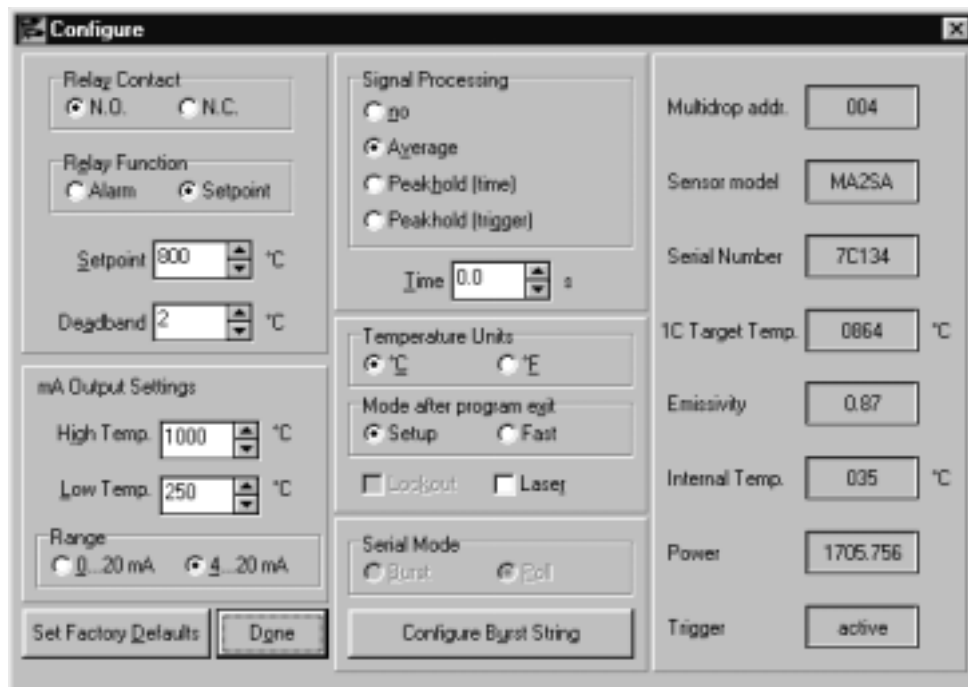 Configure
Relay Contact
N.O. N.C.
Relay Function
Alarm Setpoint
Setpoint 800 °C
Deadband 2 °C
mA Output Settings
High Temp. 1000 °C
Low Temp. 250 °C
Range
0...20 mA 4...20 mA
Set Factory Defaults Done
Signal Processing
no
Average
Peakhold (time)
Peakhold (trigger)
Time 0.0 s
Temperature Units
°C °F
Mode after program exit
Setup Fast
Lockout Laser
Serial Mode
Burst Poll
Configure Burst String
Multidrop addr. 004
Sensor model MA2SA
Serial Number 7C134
1C Target Temp. 0864 °C
Emissivity 0.87
Internal Temp. 035 °C
Power 1705.756
Trigger active